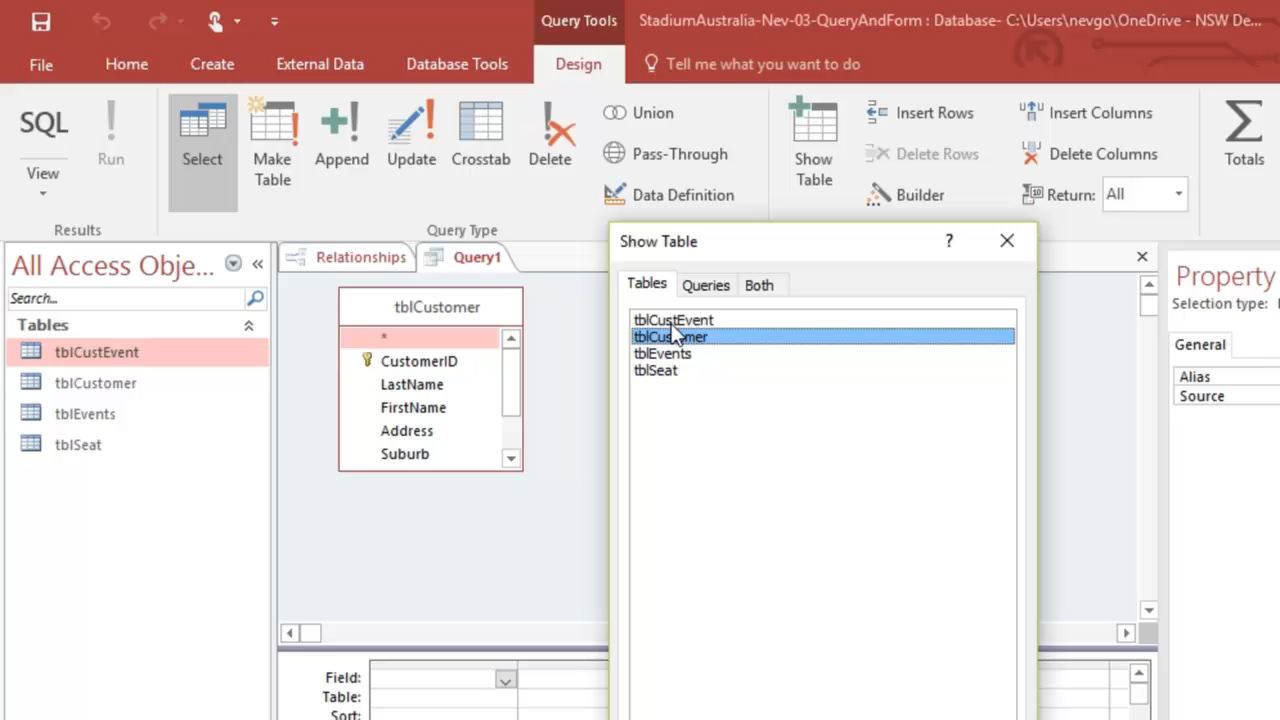 Query Tools
StadiumAustralia-Nev-03-QueryAndForm : Database- C:\Users\nevgo\OneDrive - NSW De...
File Home Create External Data Database Tools Design Tell me what you want to do
SQL
View
Run
Select
Make
Table
Append
Update
Crosstab
Delete
Union
Pass-Through
Data Definition
Show
Table
Insert Rows
Delete Rows
Builder
Insert Columns
Delete Columns
Return: All
Σ
Totals
Results
Query Type
All Access Obje...
Search...
Tables
tblCustEvent
tblCustomer
tblEvents
tblSeat
Relationships
Query1
tblCustomer
*
CustomerID
LastName
FirstName
Address
Suburb
Show Table
?
Tables Queries Both
tblCustEvent
tblCustomer
tblEvents
tblSeat
Property
Selection type:
General
Alias
Source
Field:
Table:
Sort: